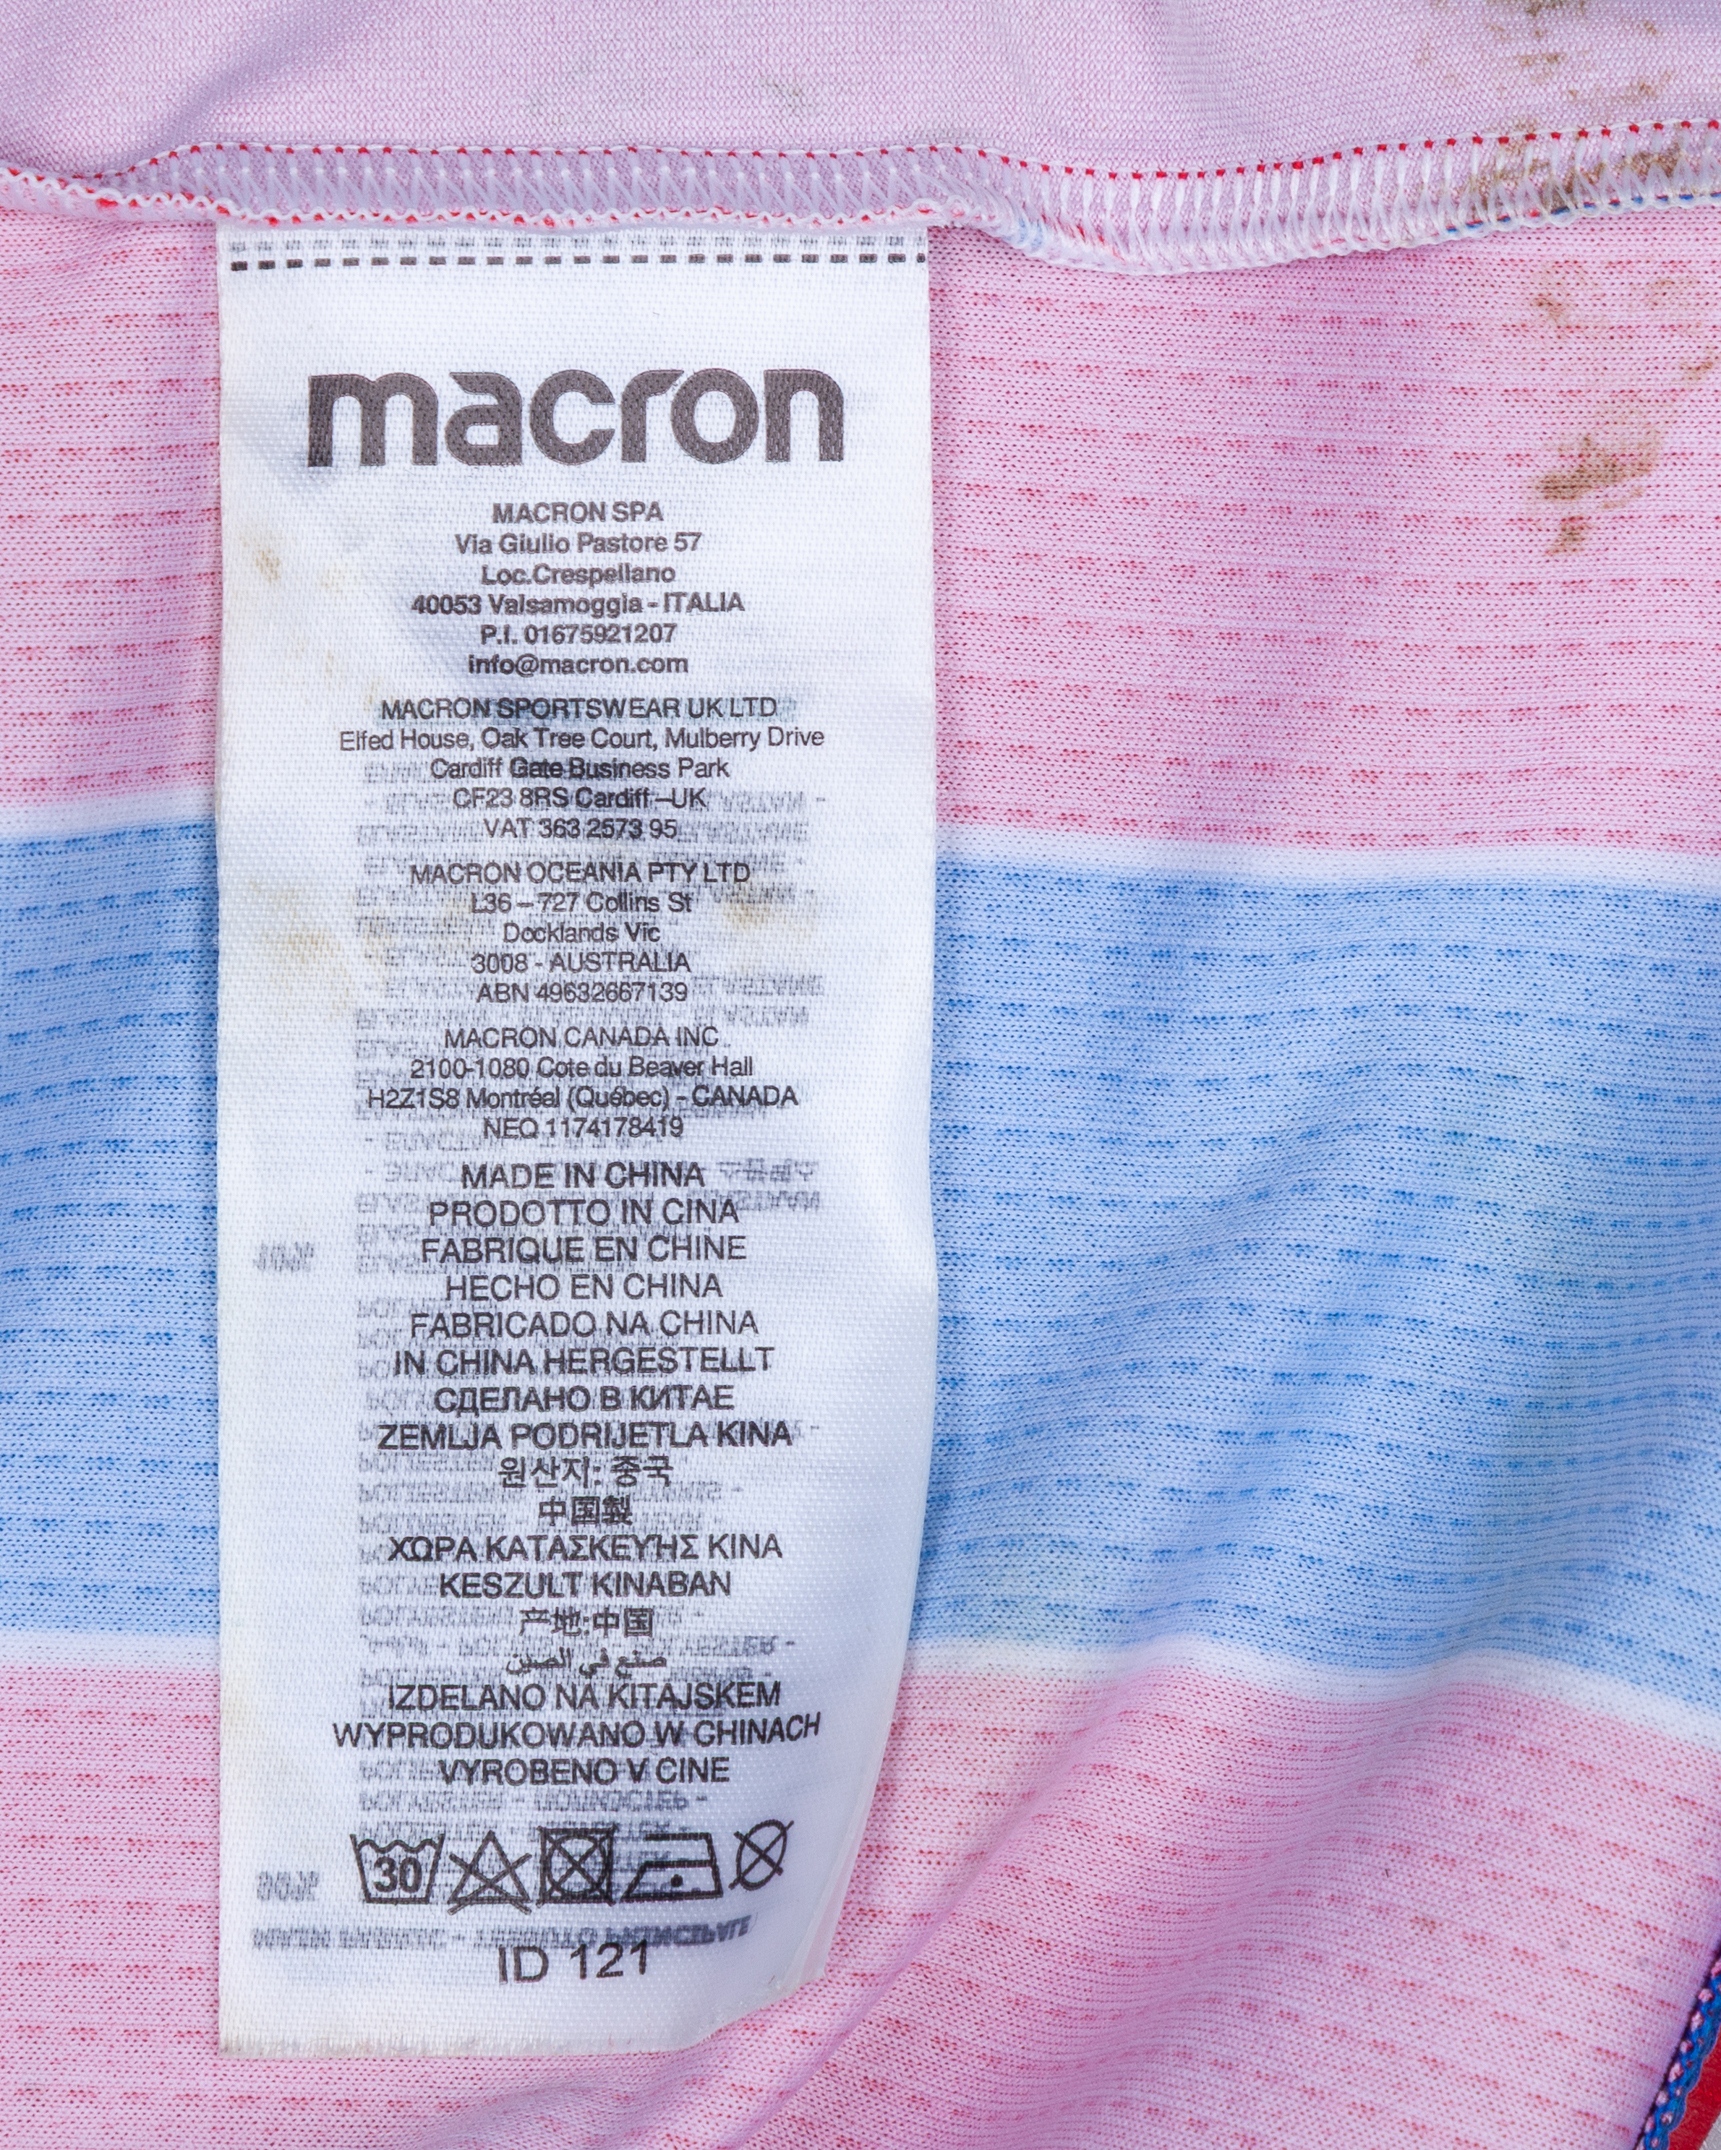 macron
MACRON SPA
Via Giulio Pastore 57
Loc.Crespellano
40053 Valsamoggia - ITALIA
P.I. 01675921207
info@macron.com
MACRON SPORTSWEAR UK LTD
Elfed House, Oak Tree Court, Mulberry Drive
Cardiff Gate Business Park
CF23 8RS Cardiff –UK
VAT 363 2573 95
MACRON OCEANIA PTY LTD
L36 – 727 Collins St
Docklands Vic
3008 - AUSTRALIA
ABN 49632667139
MACRON CANADA INC
2100-1080 Cote du Beaver Hall
H2Z1S8 Montréal (Québec) - CANADA
NEQ 1174178419
MADE IN CHINA
PRODOTTO IN CINA
FABRIQUE EN CHINE
HECHO EN CHINA
FABRICADO NA CHINA
IN CHINA HERGESTELLT
СДЕЛАНО В КИТАЕ
ZEMLJA PODRIJETLA KINA
원산지: 중국
中国製
ΧΩΡΑ ΚΑΤΑΣΚΕΥΉΣ ΚΙΝΑ
KESZULT KINABAN
产地:中国
صنع في الصين
IZDELANO NA KITAJSKEM
WYPRODUKOWANO W CHINACH
VYROBENO V CINE
30
ID 121